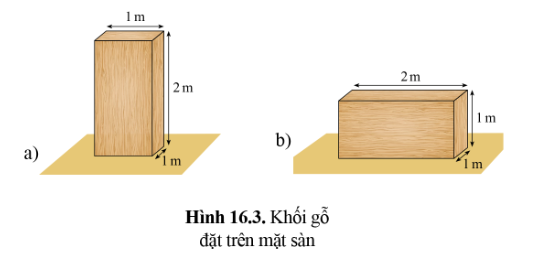 1 m
2 m
1 m
a)
2 m
1 m
1 m
b)
Hình 16.3. Khối gỗ
đặt trên mặt sàn